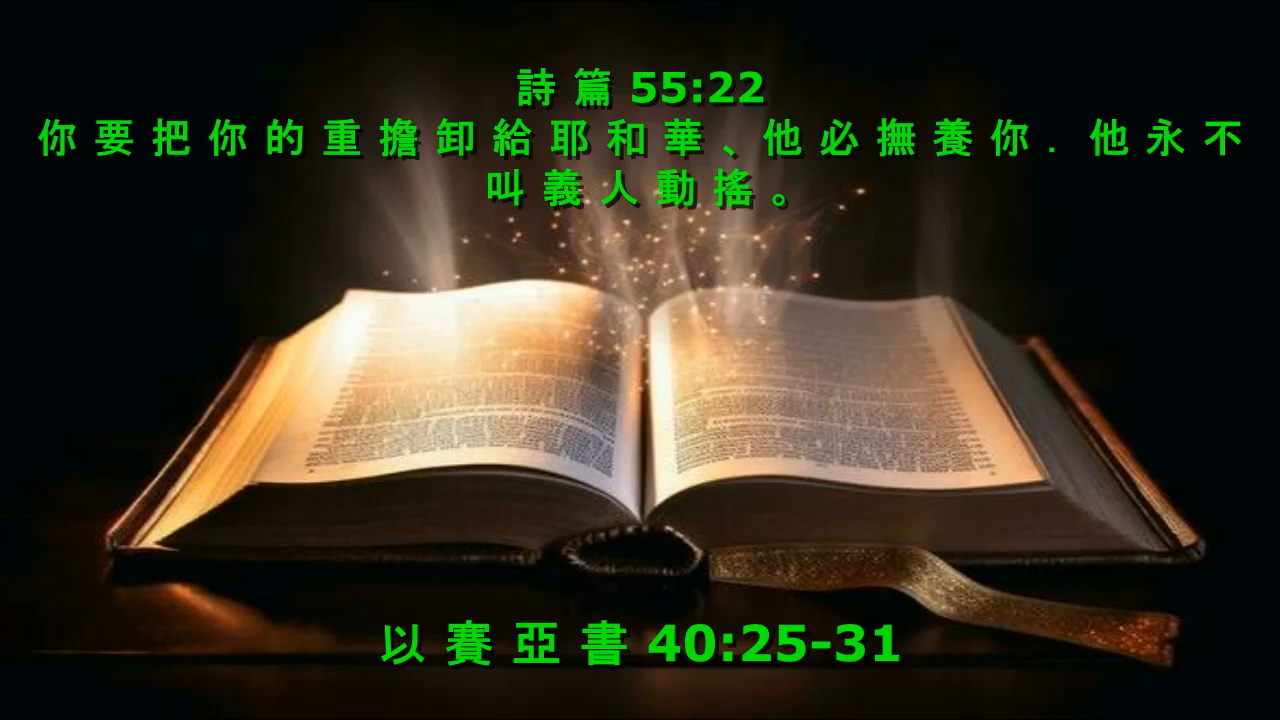 詩 篇 55:22
你 要 把 你 的 重 擔 卸 給 耶 和 華 、 他 必 撫 養 你 . 他 永 不
叫 義 人 動 搖 。
以 賽 亞 書 40:25-31